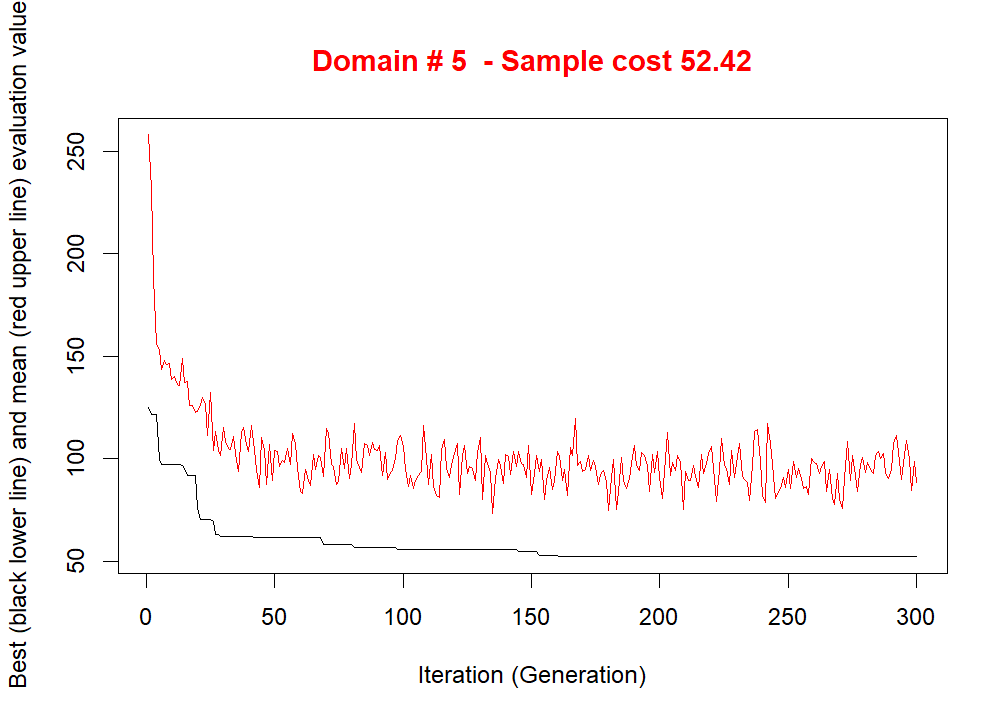 Domain # 5  - Sample cost 52.42
Best (black lower line) and mean (red upper line) evaluation value
250
200
150
100
50
0 50 100 150 200 250 300
Iteration (Generation)